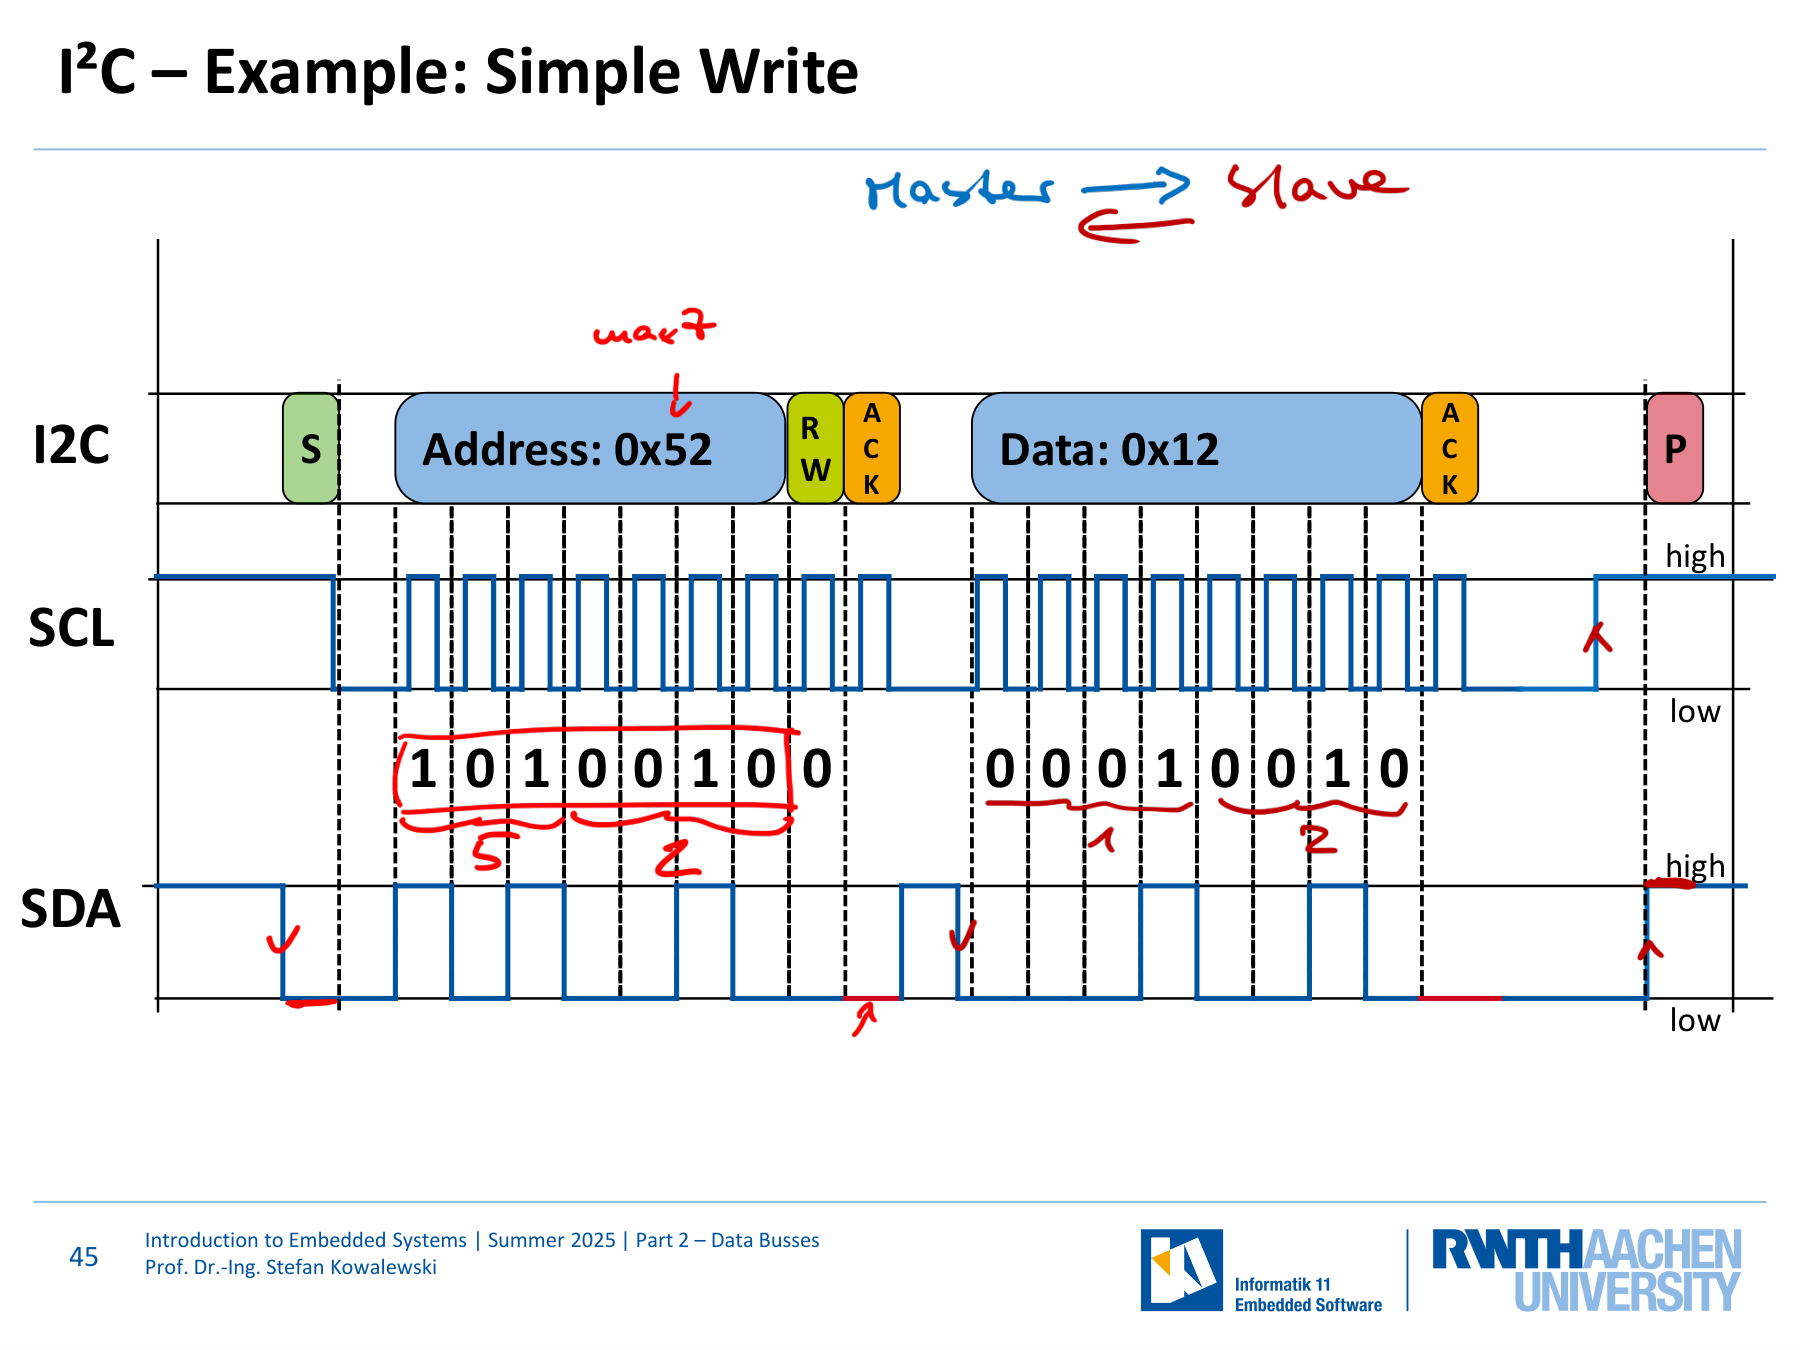 I²C – Example: Simple Write
Master → Slave
←
max 7
I2C
S
Address: 0x52
R
W
A
C
K
Data: 0x12
A
C
K
P
high
SCL
low
1 0 1 0 0 1 0 0 0 0 0 1 0 0 1 0
5 2 1 2
high
SDA
low
45
Introduction to Embedded Systems | Summer 2025 | Part 2 – Data Busses
Prof. Dr.-Ing. Stefan Kowalewski
Informatik 11
Embedded Software
RWTHAACHEN
UNIVERSITY